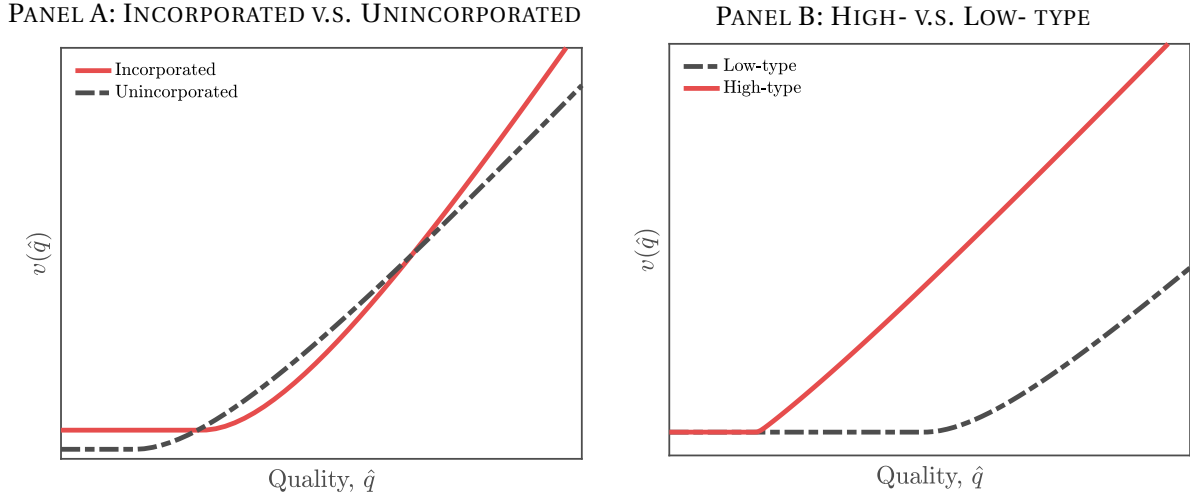 PANEL A: INCORPORATED V.S. UNINCORPORATED
Incorporated
Unincorporated
v(q̂)
Quality, q̂
PANEL B: HIGH- V.S. LOW- TYPE
Low-type
High-type
v(q̂)
Quality, q̂